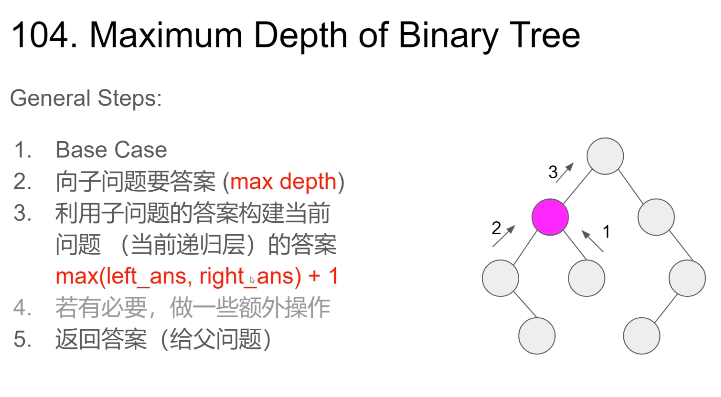 104. Maximum Depth of Binary Tree
General Steps:
1. Base Case
2. 向子问题要答案 (max depth)
3. 利用子问题的答案构建当前
问题 （当前递归层）的答案
max(left_ans, right_ans) + 1
4. 若有必要，做一些额外操作
5. 返回答案（给父问题）
3
2
1